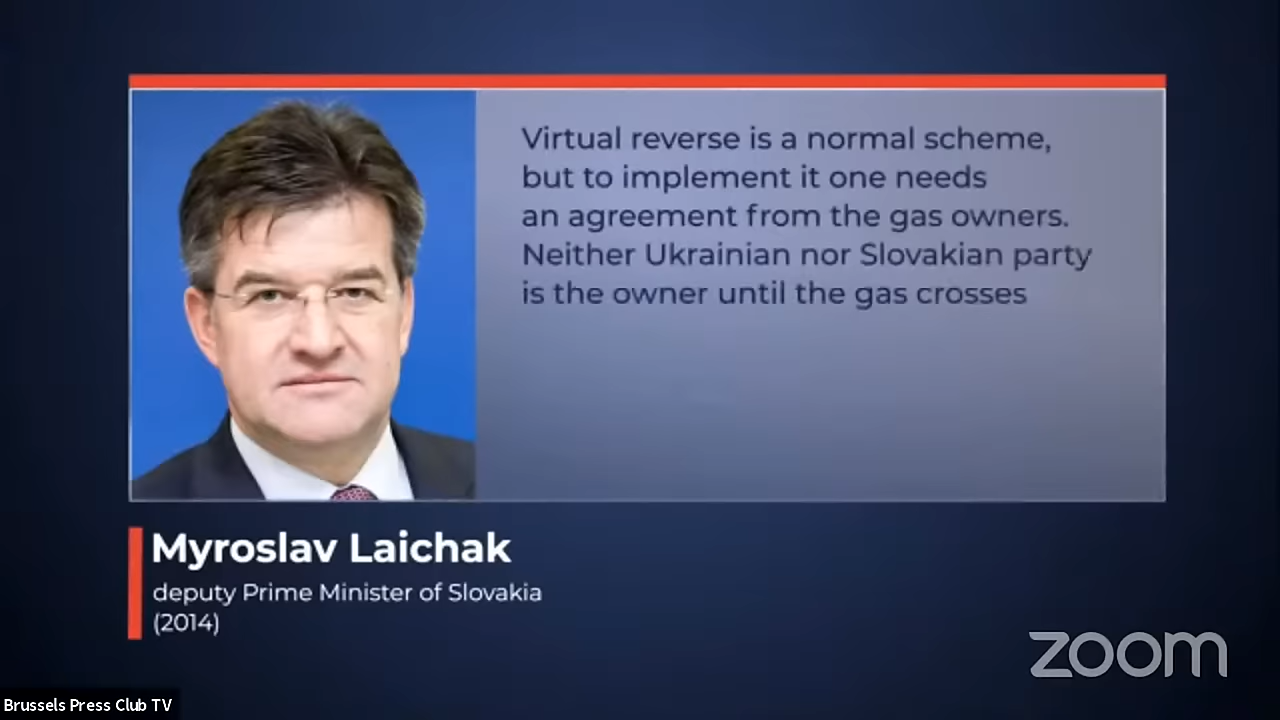 Virtual reverse is a normal scheme,
but to implement it one needs
an agreement from the gas owners.
Neither Ukrainian nor Slovakian party
is the owner until the gas crosses
Myroslav Laichak
deputy Prime Minister of Slovakia
(2014)
zoom
Brussels Press Club TV